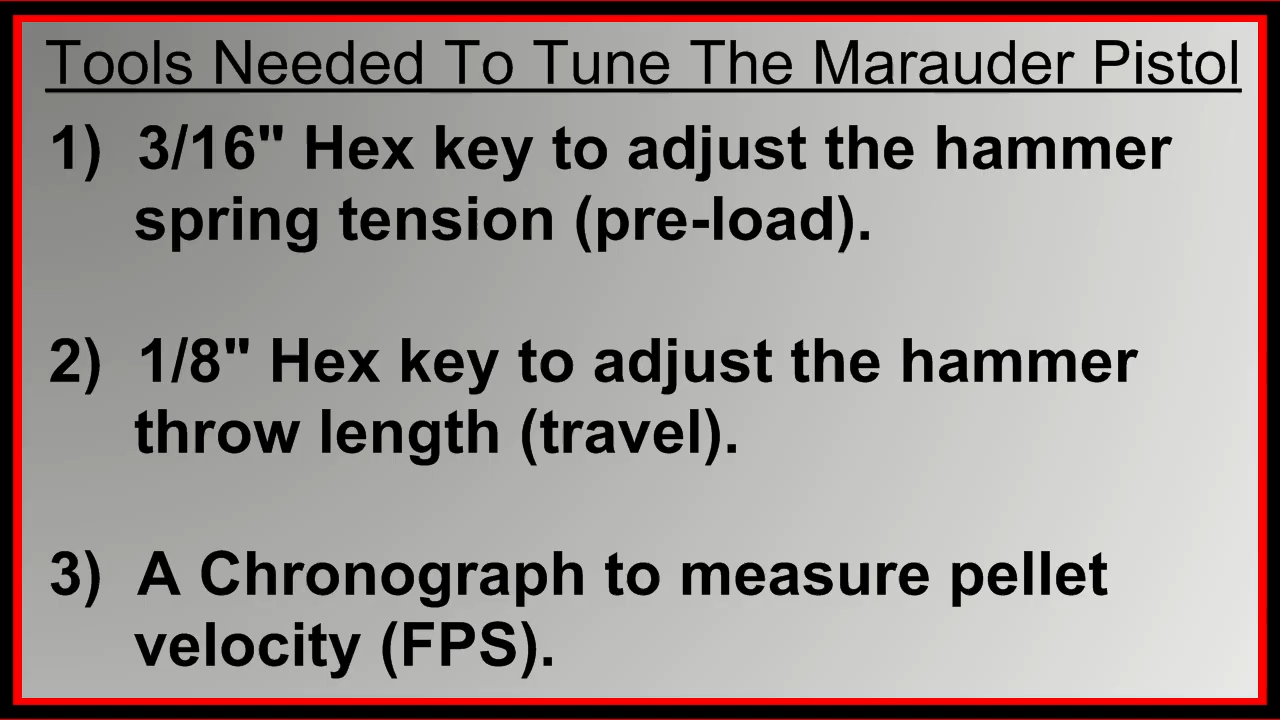 Tools Needed To Tune The Marauder Pistol
1) 3/16" Hex key to adjust the hammer
spring tension (pre-load).
2) 1/8" Hex key to adjust the hammer
throw length (travel).
3) A Chronograph to measure pellet
velocity (FPS).